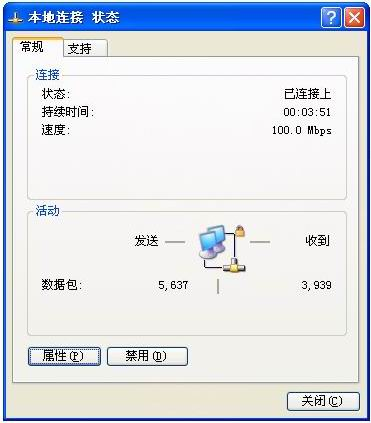 本地连接 状态
常规 支持
连接
状态: 已连接上
持续时间: 00:03:51
速度: 100.0 Mbps
活动
发送 收到
数据包: 5,637 3,939
属性(P) 禁用(D)
关闭(C)